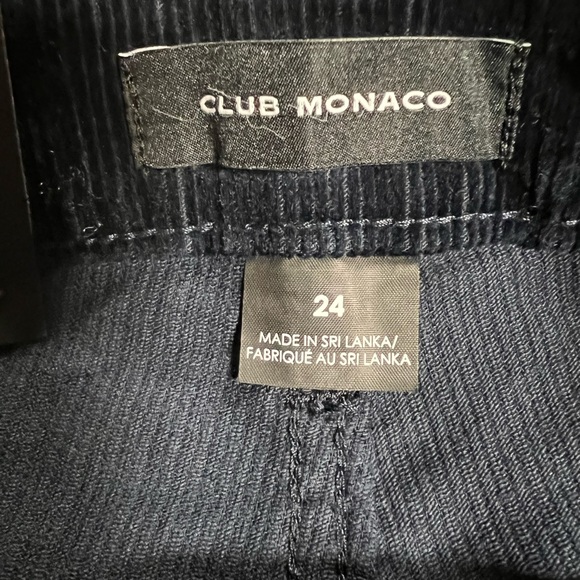 CLUB MONACO
24
MADE IN SRI LANKA/
FABRIQUÉ AU SRI LANKA